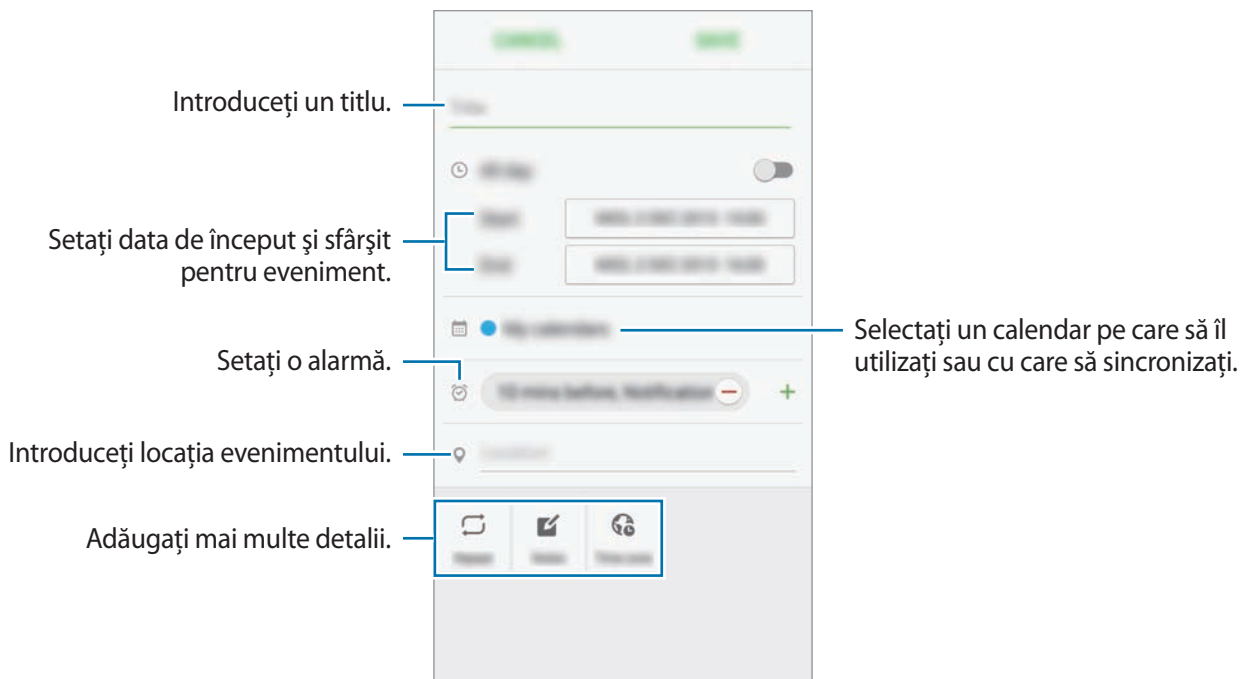 CANCEL
SAVE
Introduceți un titlu.
Title
All day
Start
End
Setați data de început și sfârșit
pentru eveniment.
My calendars
Selectați un calendar pe care să îl
utilizați sau cu care să sincronizați.
Setați o alarmă.
10 mins before, Notification
Introduceți locația evenimentului.
Location
Adăugați mai multe detalii.
Repeat
Notes
Time zone